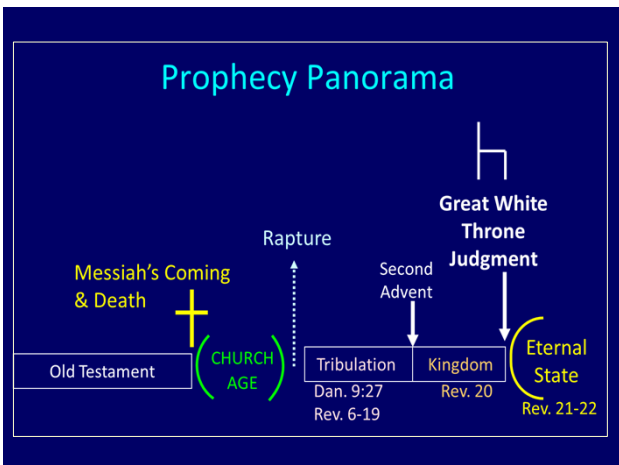 Prophecy Panorama
Great White
Throne
Judgment
Rapture
Second
Advent
Messiah's Coming
& Death
Old Testament
CHURCH
AGE
Tribulation
Kingdom
Eternal
State
Dan. 9:27
Rev. 6-19
Rev. 20
Rev. 21-22